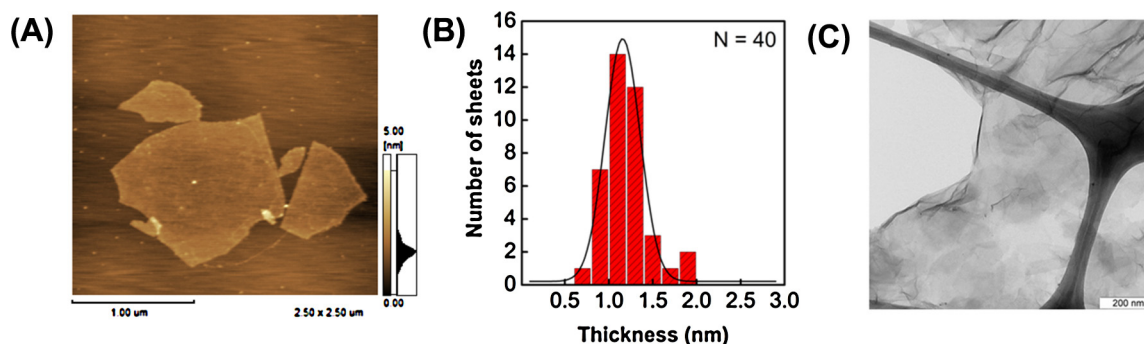 (A)
5.00
[nm]
0.00
1.00 um
2.50 x 2.50 um
(B)
Number of sheets
16
14
12
10
8
6
4
2
0
N = 40
0.5 1.0 1.5 2.0 2.5 3.0
Thickness (nm)
(C)
200 nm